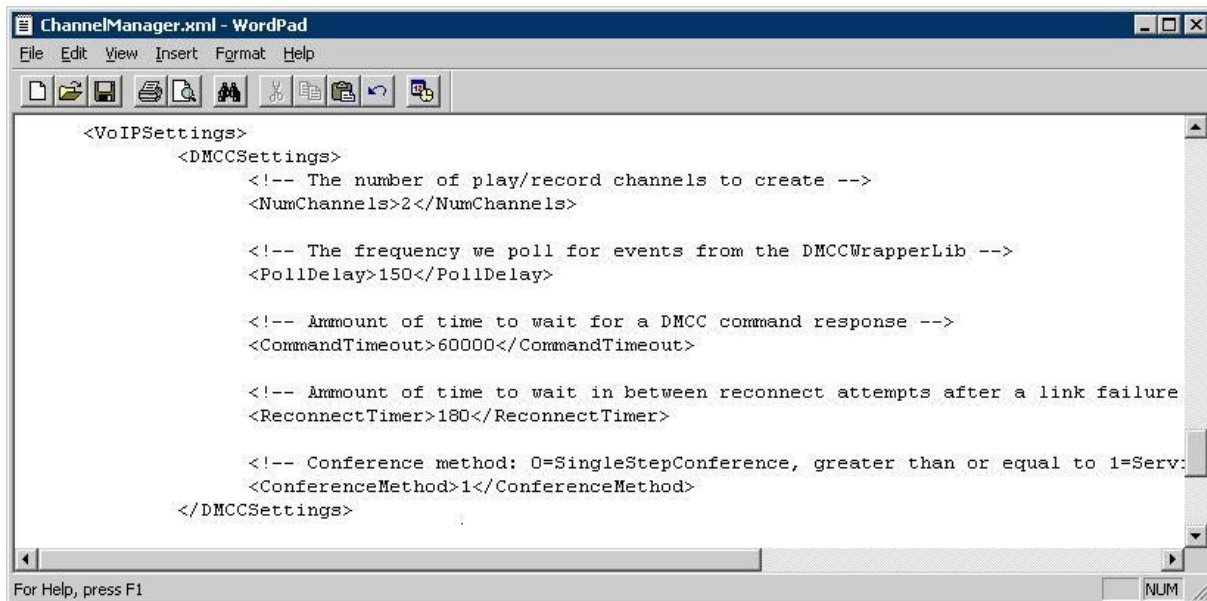 ChannelManager.xml - WordPad
File Edit View Insert Format Help
<VoIPSettings>
<DMCCSettings>
<!-- The number of play/record channels to create -->
<NumChannels>2</NumChannels>
<!-- The frequency we poll for events from the DMCCWrapperLib -->
<PollDelay>150</PollDelay>
<!-- Ammount of time to wait for a DMCC command response -->
<CommandTimeout>60000</CommandTimeout>
<!-- Ammount of time to wait in between reconnect attempts after a link failure
<ReconnectTimer>180</ReconnectTimer>
<!-- Conference method: 0=SingleStepConference, greater than or equal to 1=Serv
<ConferenceMethod>1</ConferenceMethod>
</DMCCSettings>
For Help, press F1
NUM